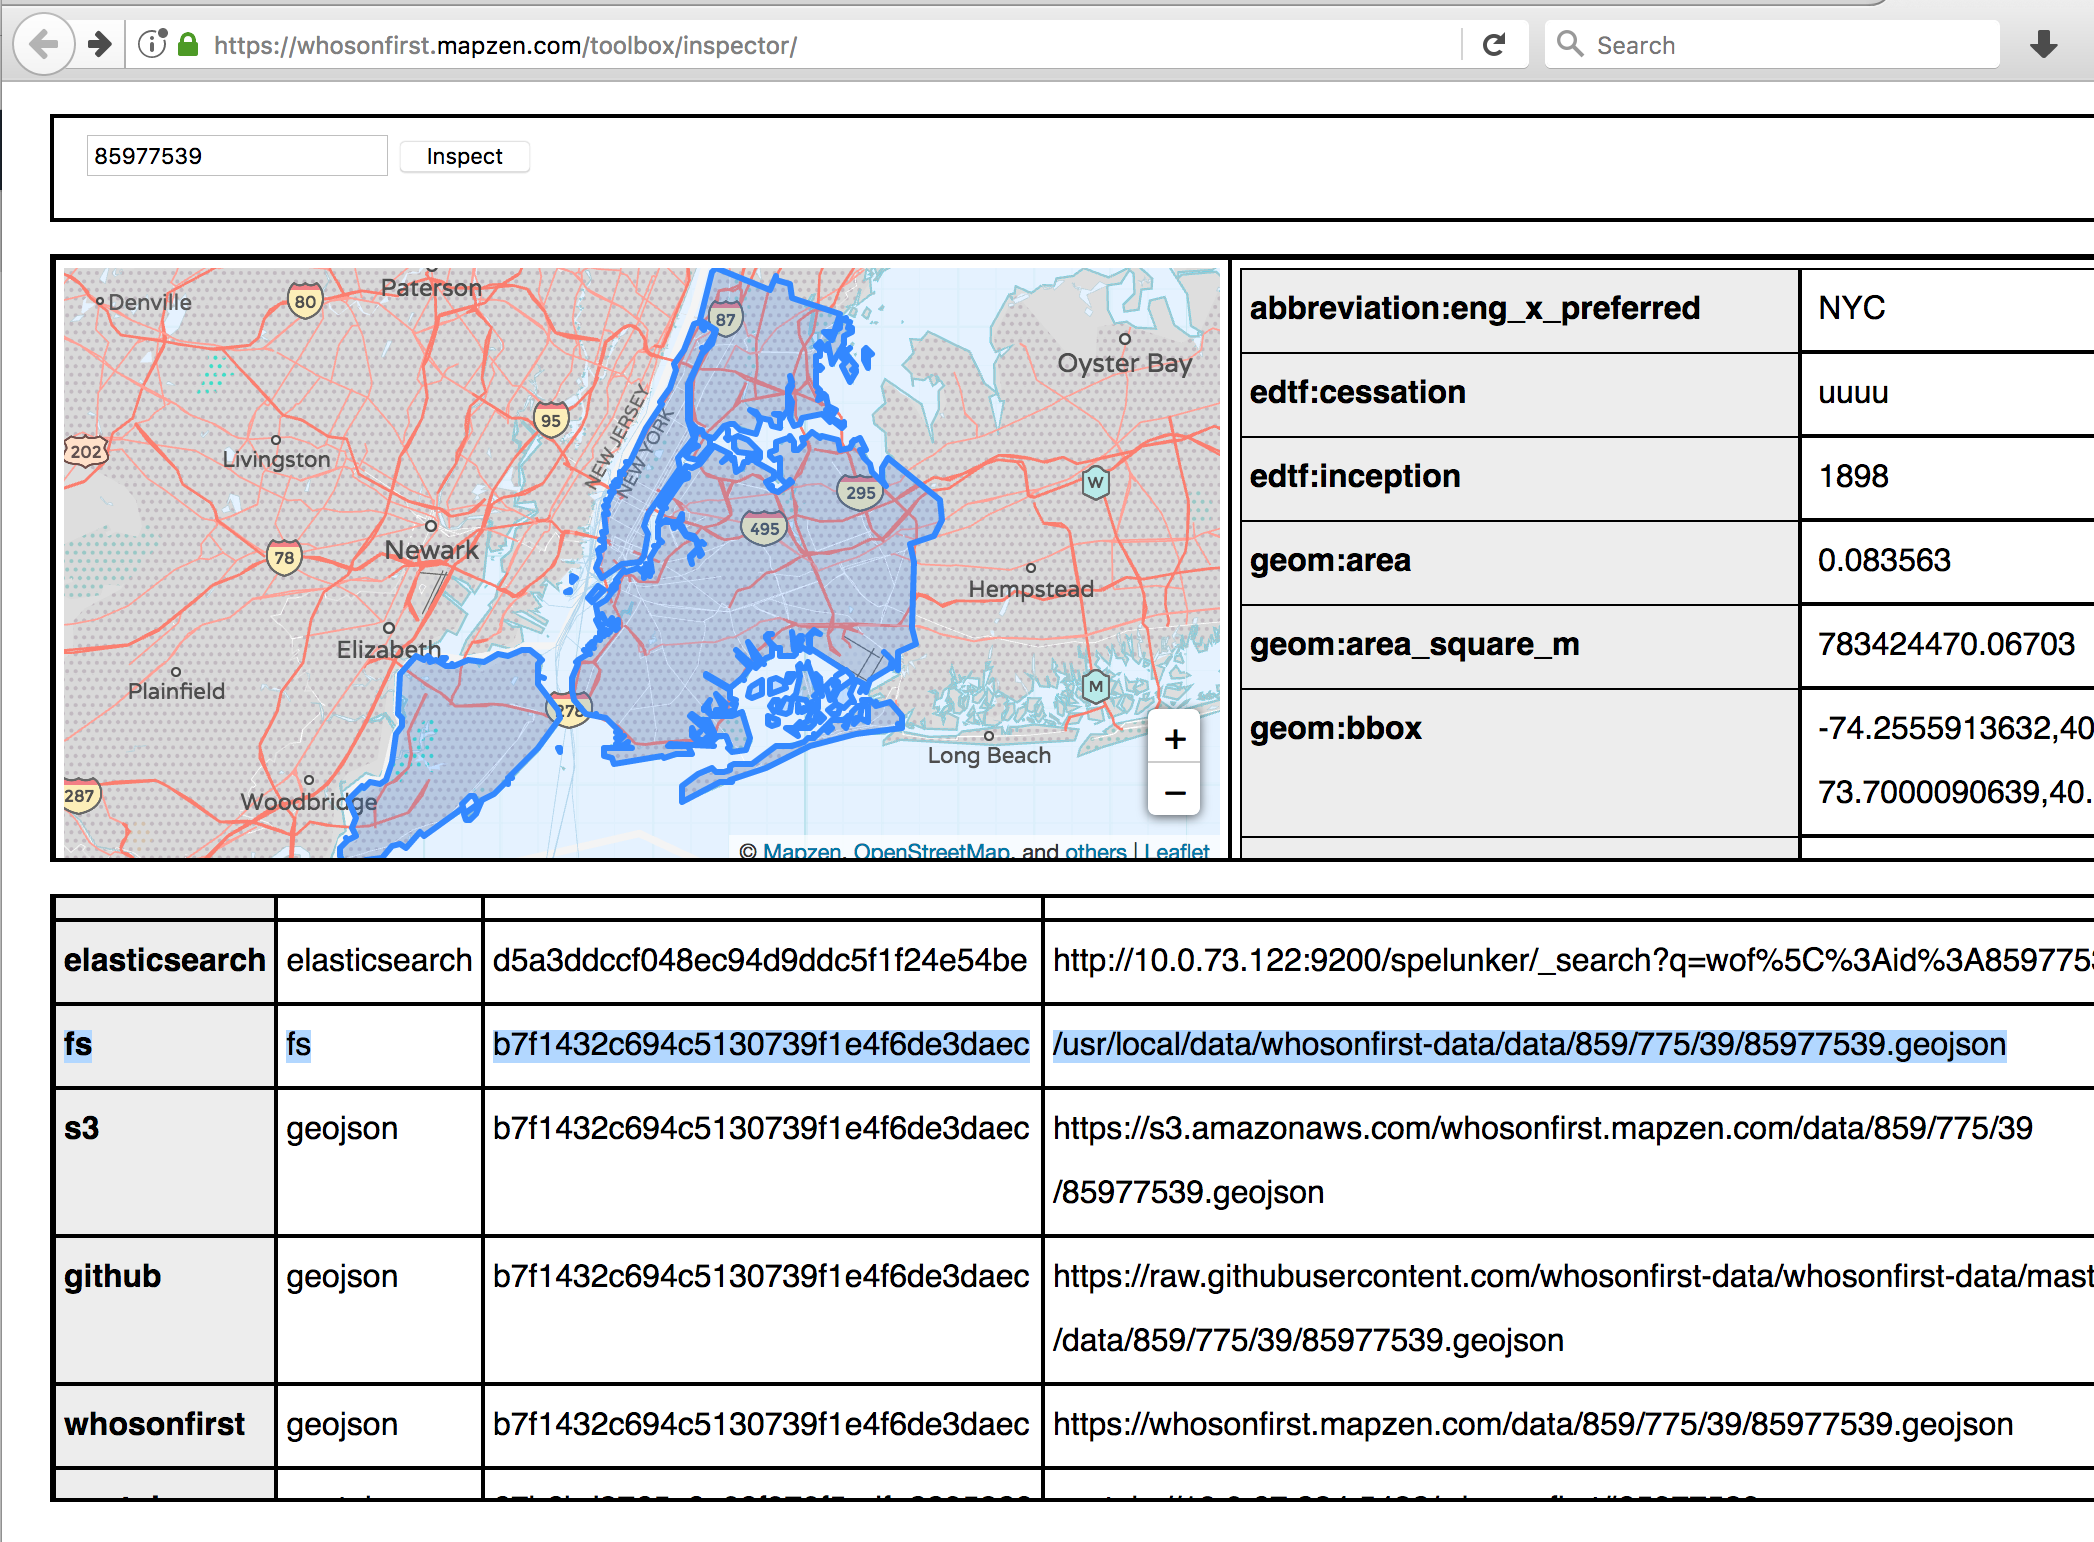 https://whosonfirst.mapzen.com/toolbox/inspector/
Search
85977539
Inspect
Denville
80
Paterson
87
Oyster Bay
95
NEW JERSEY
NEW YORK
202
Livingston
W
295
495
78
Newark
Hempstead
Elizabeth
Plainfield
M
278
Long Beach
287
Woodbridge
+
−
© Mapzen, OpenStreetMap, and others | Leaflet
abbreviation:eng_x_preferred NYC
edtf:cessation uuuu
edtf:inception 1898
geom:area 0.083563
geom:area_square_m 783424470.06703
geom:bbox -74.2555913632,40
73.7000090639,40.
elasticsearch elasticsearch d5a3ddccf048ec94d9ddc5f1f24e54be http://10.0.73.122:9200/spelunker/_search?q=wof%5C%3Aid%3A8597753
fs fs b7f1432c694c5130739f1e4f6de3daec /usr/local/data/whosonfirst-data/data/859/775/39/85977539.geojson
s3 geojson b7f1432c694c5130739f1e4f6de3daec https://s3.amazonaws.com/whosonfirst.mapzen.com/data/859/775/39
/85977539.geojson
github geojson b7f1432c694c5130739f1e4f6de3daec https://raw.githubusercontent.com/whosonfirst-data/whosonfirst-data/mast
/data/859/775/39/85977539.geojson
whosonfirst geojson b7f1432c694c5130739f1e4f6de3daec https://whosonfirst.mapzen.com/data/859/775/39/85977539.geojson